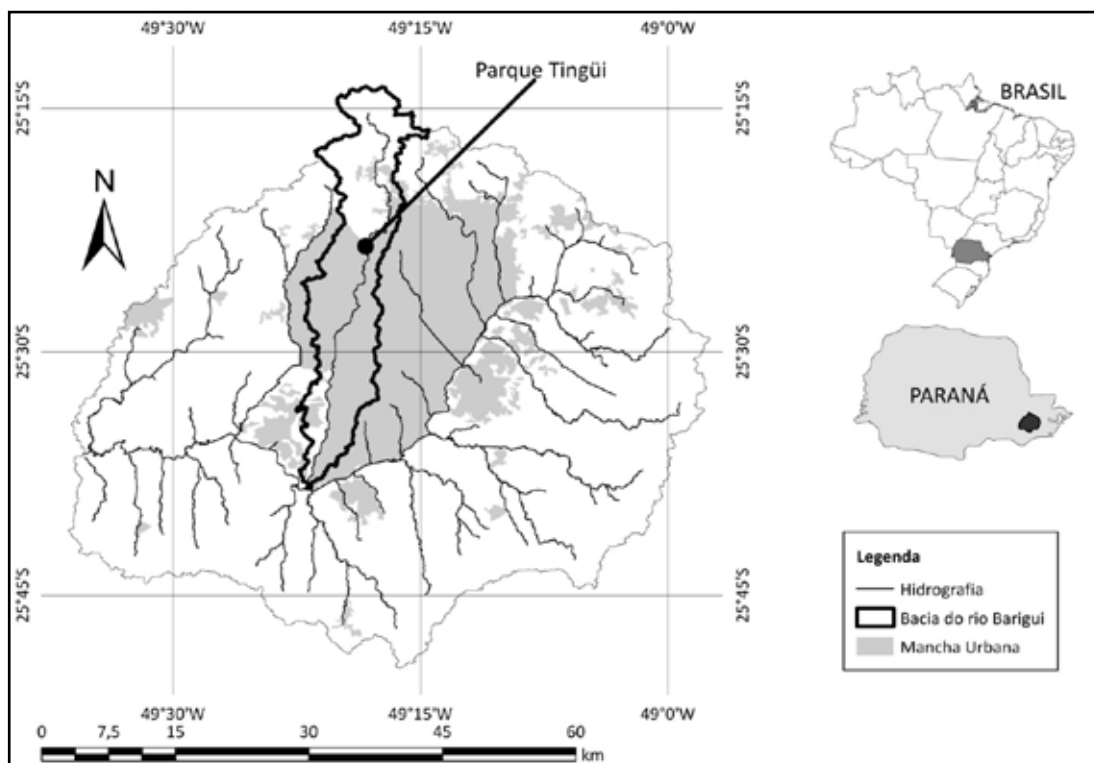 49°30'W 49°15'W 49°0'W
Parque Tingüi
25°15'S
25°15'S
BRASIL
N
25°30'S
25°30'S
PARANÁ
25°45'S
25°45'S
Legenda
Hidrografia
Bacia do rio Barigui
Mancha Urbana
49°30'W 49°15'W 49°0'W
0 7,5 15 30 45 60
km